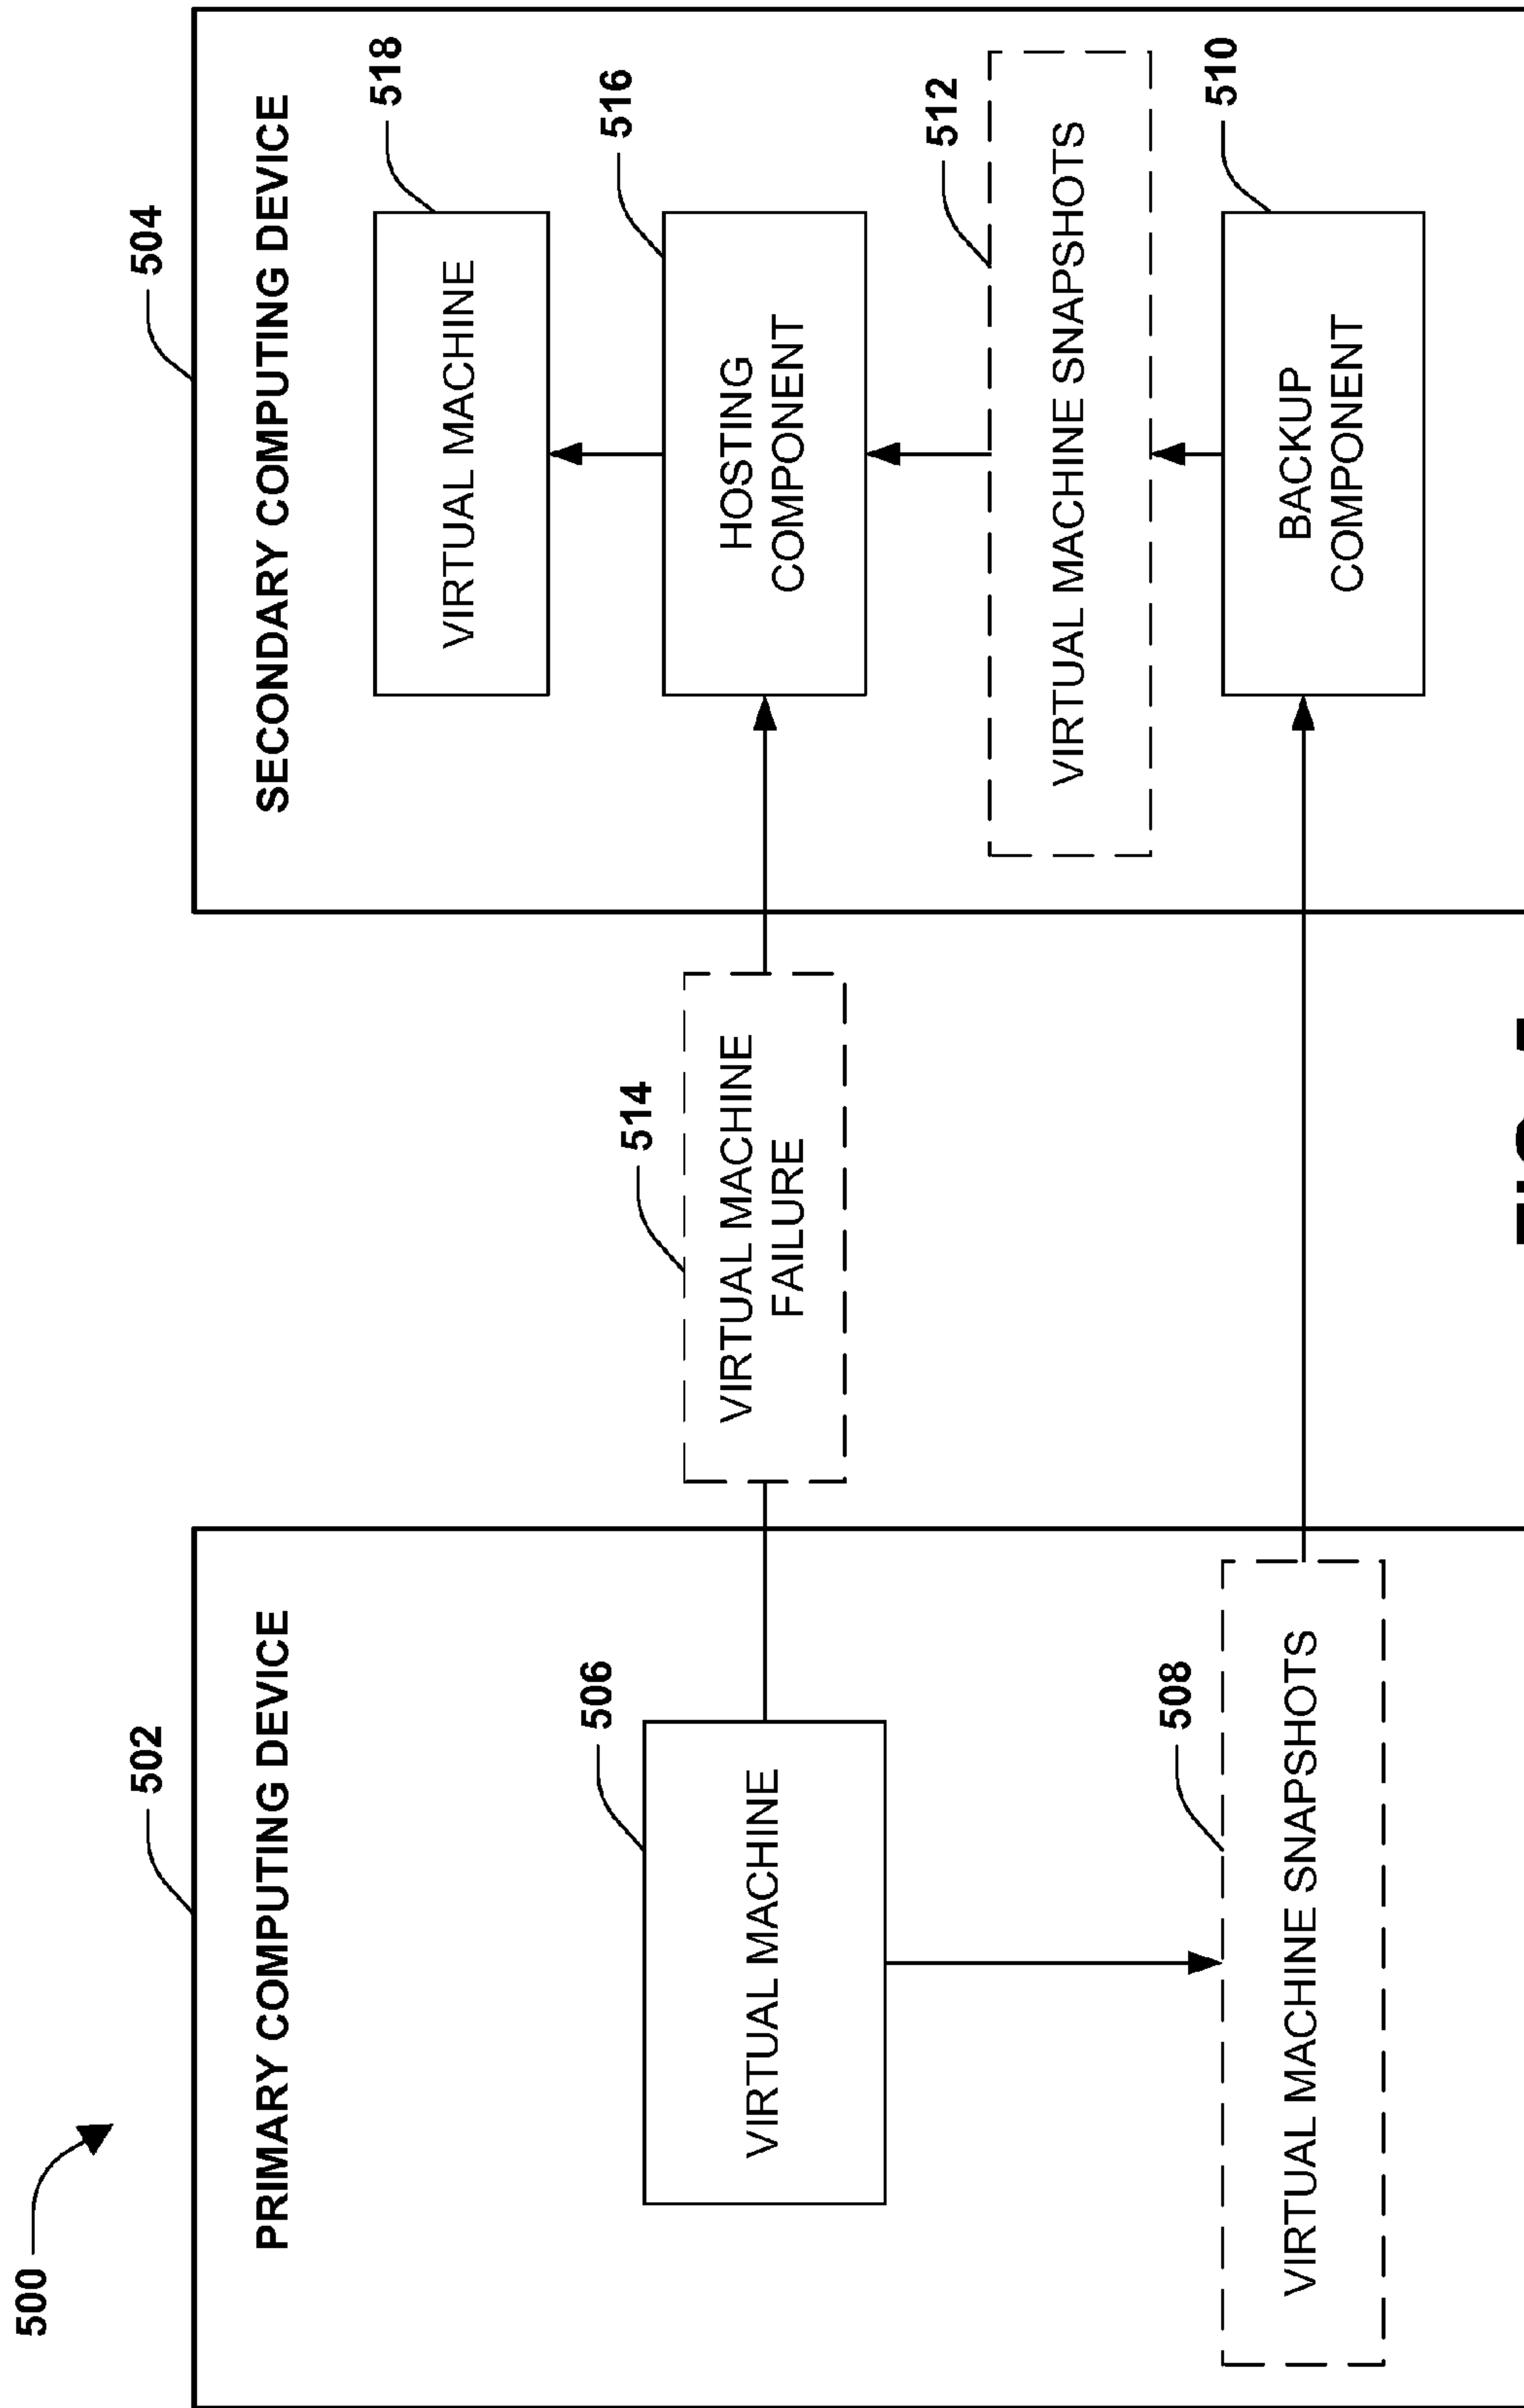 500
502
PRIMARY COMPUTING DEVICE
506
VIRTUAL MACHINE
508
VIRTUAL MACHINE SNAPSHOTS
514
VIRTUAL MACHINE
FAILURE
504
SECONDARY COMPUTING DEVICE
518
VIRTUAL MACHINE
516
HOSTING
COMPONENT
512
VIRTUAL MACHINE SNAPSHOTS
510
BACKUP
COMPONENT